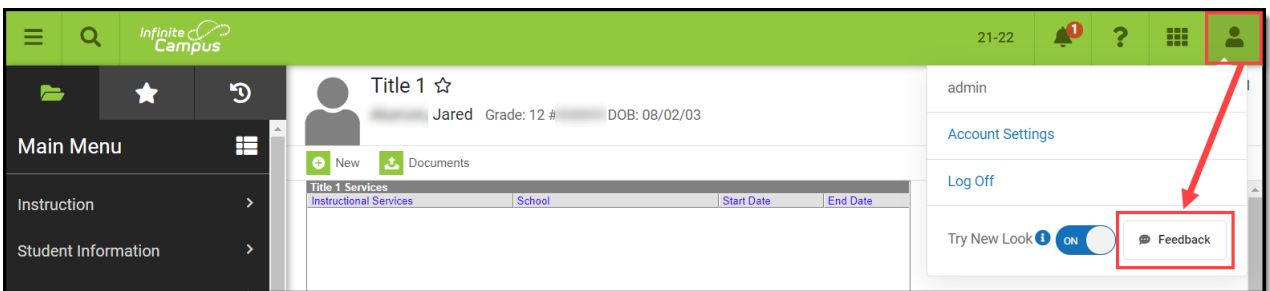 Infinite
Campus
21-22
1
?
Title 1
, Jared Grade: 12 # DOB: 08/02/03
Main Menu
New Documents
Title 1 Services
Instructional Services School Start Date End Date
Instruction
Student Information
admin
Account Settings
Log Off
Try New Look i ON Feedback